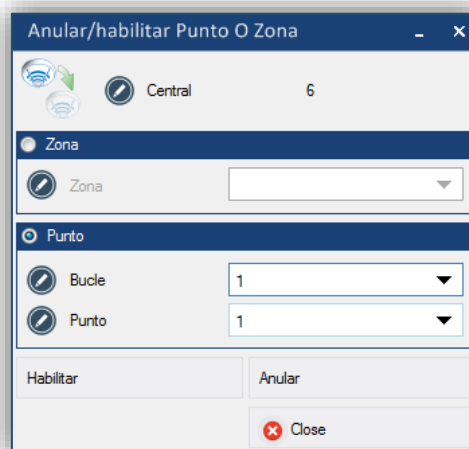 Anular/habilitar Punto O Zona
Central 6
Zona
Zona
Punto
Bucle 1
Punto 1
Habilitar Anular
Close